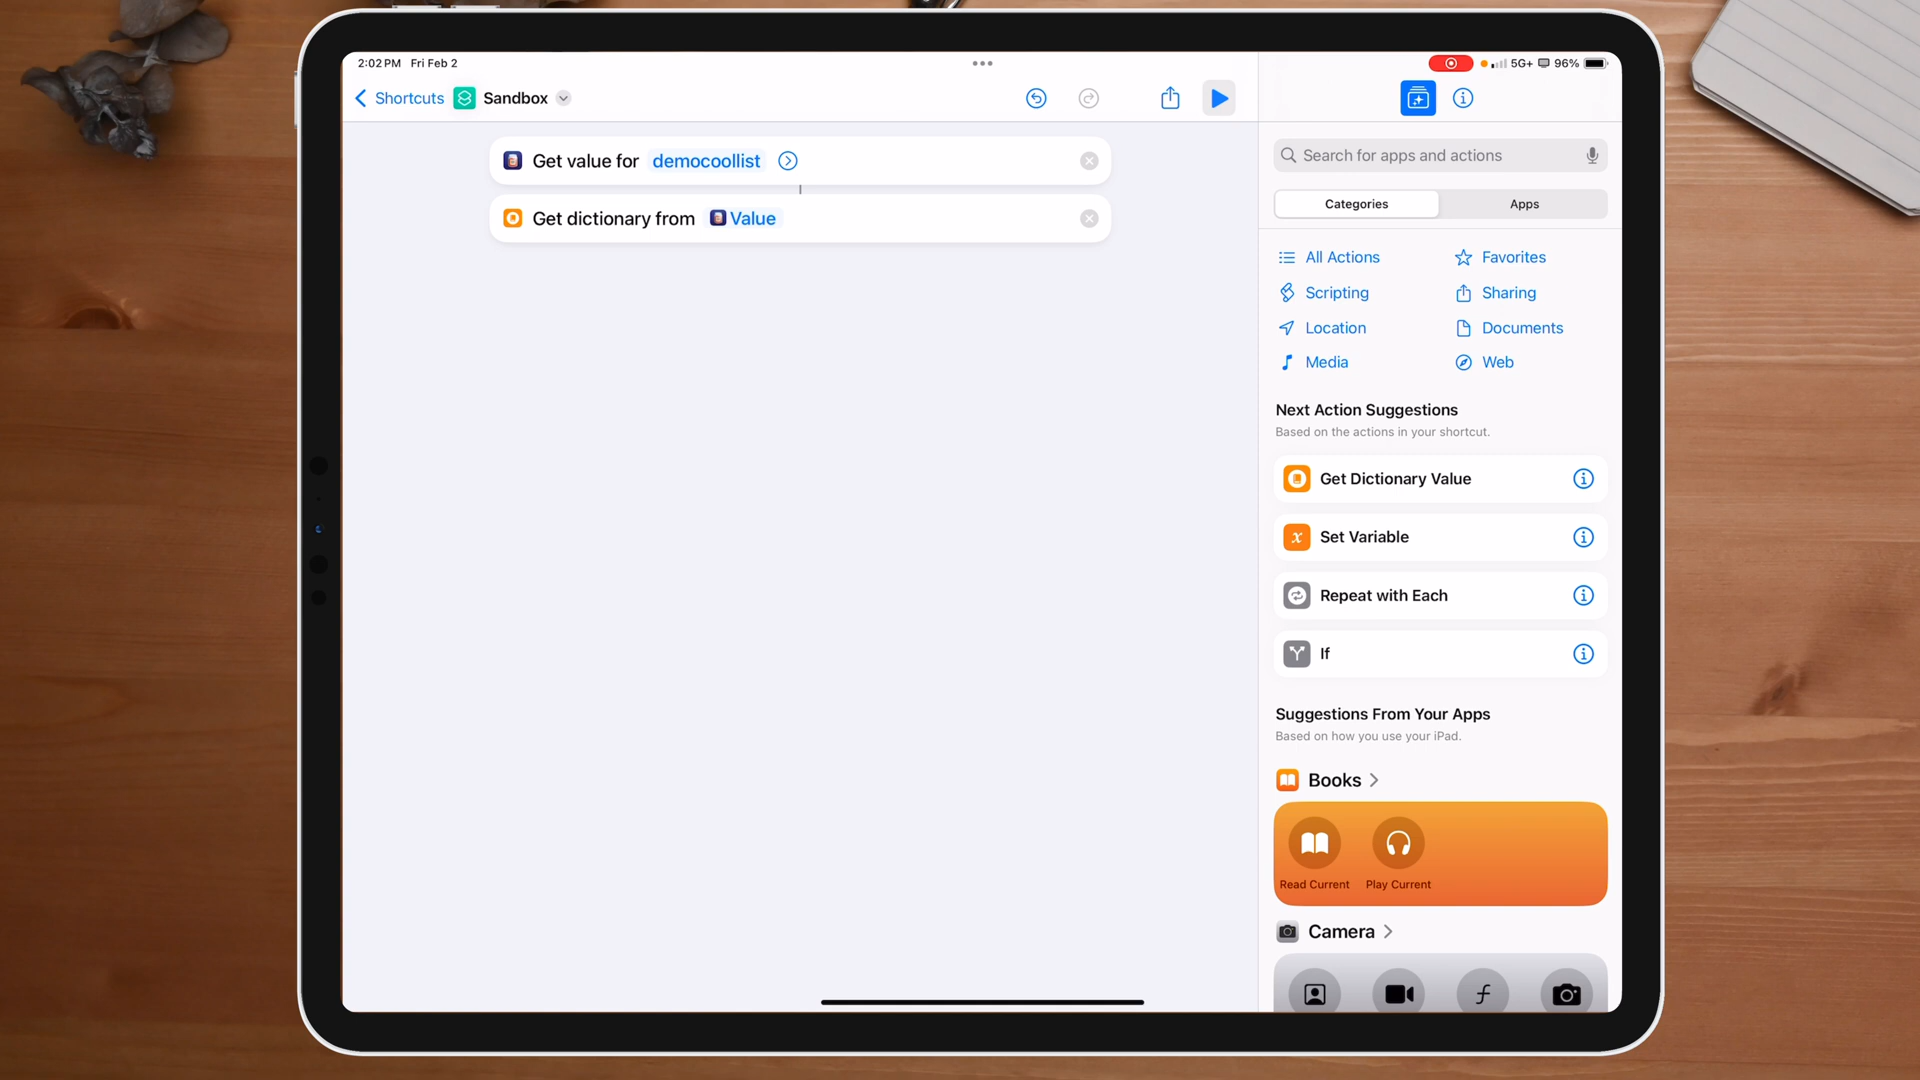 2:02 PM Fri Feb 2
5G+ 96%
Shortcuts Sandbox
Get value for democoollist
Get dictionary from Value
Search for apps and actions
Categories Apps
All Actions Favorites
Scripting Sharing
Location Documents
Media Web
Next Action Suggestions
Based on the actions in your shortcut.
Get Dictionary Value
Set Variable
Repeat with Each
If
Suggestions From Your Apps
Based on how you use your iPad.
Books
Read Current Play Current
Camera